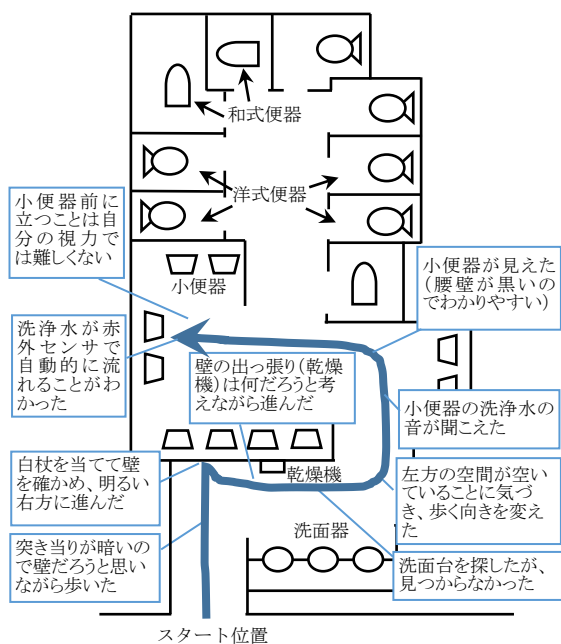 和式便器
洋式便器
小便器前に
立つことは自
分の視力で
は難しくない
小便器
小便器が見えた
(腰壁が黒いの
でわかりやすい)
洗浄水が赤
外センサで
自動的に流
れることがわ
かった
壁の出っ張り(乾燥
機)は何だろうと考
えながら進んだ
小便器の洗浄水の
音が聞こえた
白杖を当てて壁
を確かめ、明るい
右方に進んだ
乾燥機
左方の空間が空い
ていることに気づ
き、歩く向きを変え
た
突き当りが暗いの
で壁だろうと思い
ながら歩いた
洗面器
洗面台を探したが、
見つからなかった
スタート位置